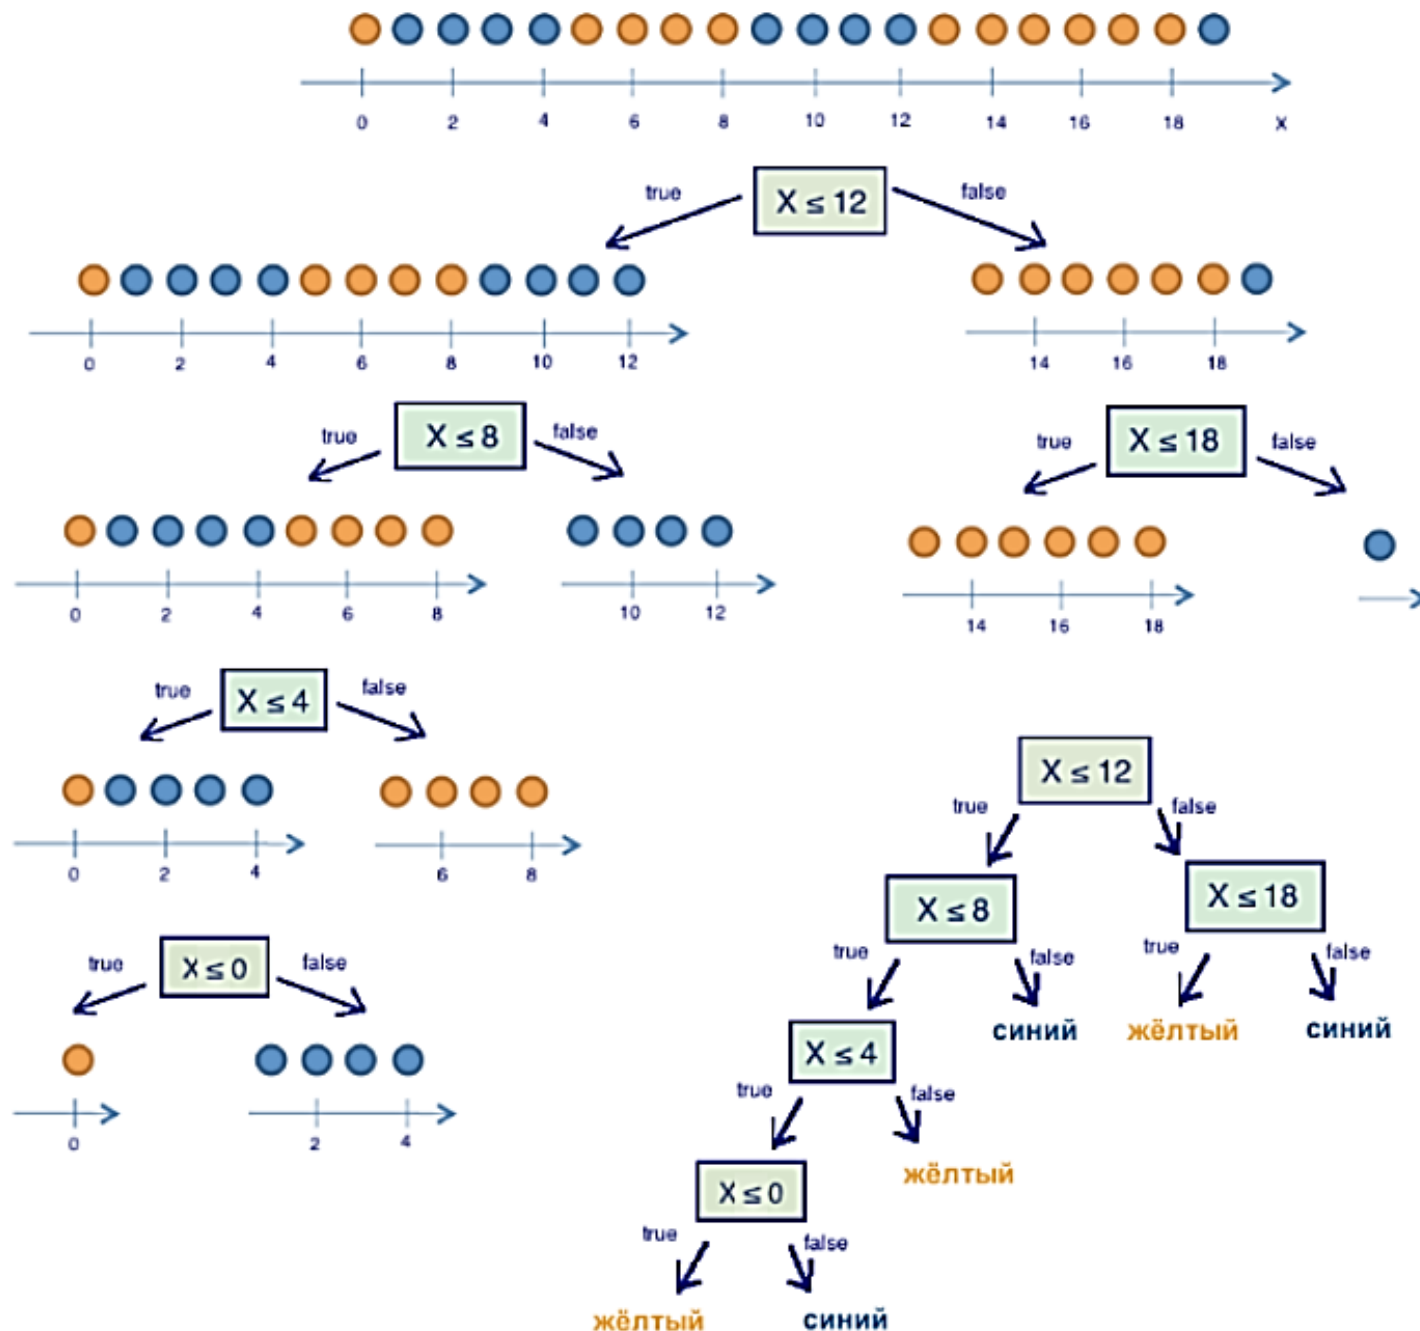 0 2 4 6 8 10 12 14 16 18 X
true X ≤ 12 false
0 2 4 6 8 10 12
14 16 18
true X ≤ 8 false
true X ≤ 18 false
0 2 4 6 8
10 12
14 16 18
true X ≤ 4 false
0 2 4
6 8
true X ≤ 0 false
0
2 4
X ≤ 12
true false
X ≤ 8 X ≤ 18
true false true false
X ≤ 4 синий жёлтый синий
true false
X ≤ 0 жёлтый
true false
жёлтый синий